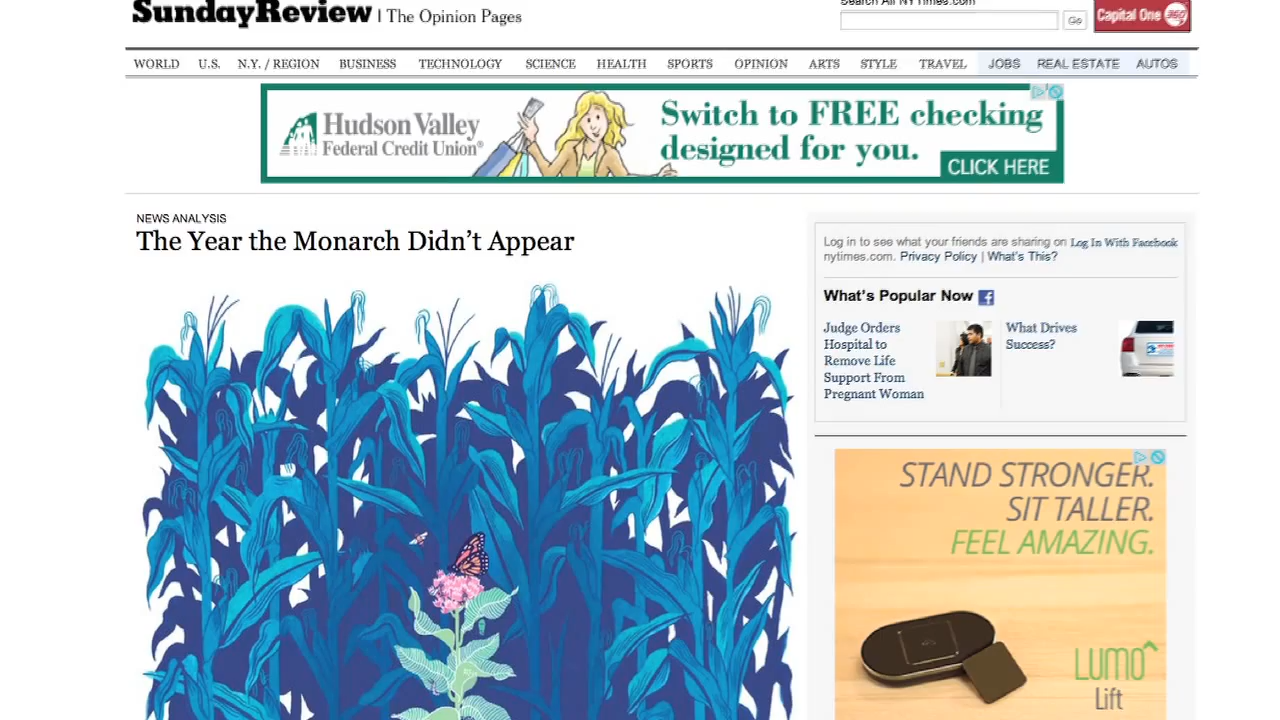 SundayReview | The Opinion Pages
Search All NYTimes.com
Go
Capital One 360
WORLD U.S. N.Y. / REGION BUSINESS TECHNOLOGY SCIENCE HEALTH SPORTS OPINION ARTS STYLE TRAVEL JOBS REAL ESTATE AUTOS
Hudson Valley
Federal Credit Union®
Switch to FREE checking
designed for you.
CLICK HERE
NEWS ANALYSIS
The Year the Monarch Didn't Appear
Log in to see what your friends are sharing on
nytimes.com. Privacy Policy | What's This?
Log In With Facebook
What's Popular Now f
Judge Orders
Hospital to
Remove Life
Support From
Pregnant Woman
What Drives
Success?
STAND STRONGER.
SIT TALLER.
FEEL AMAZING.
LUMO
Lift